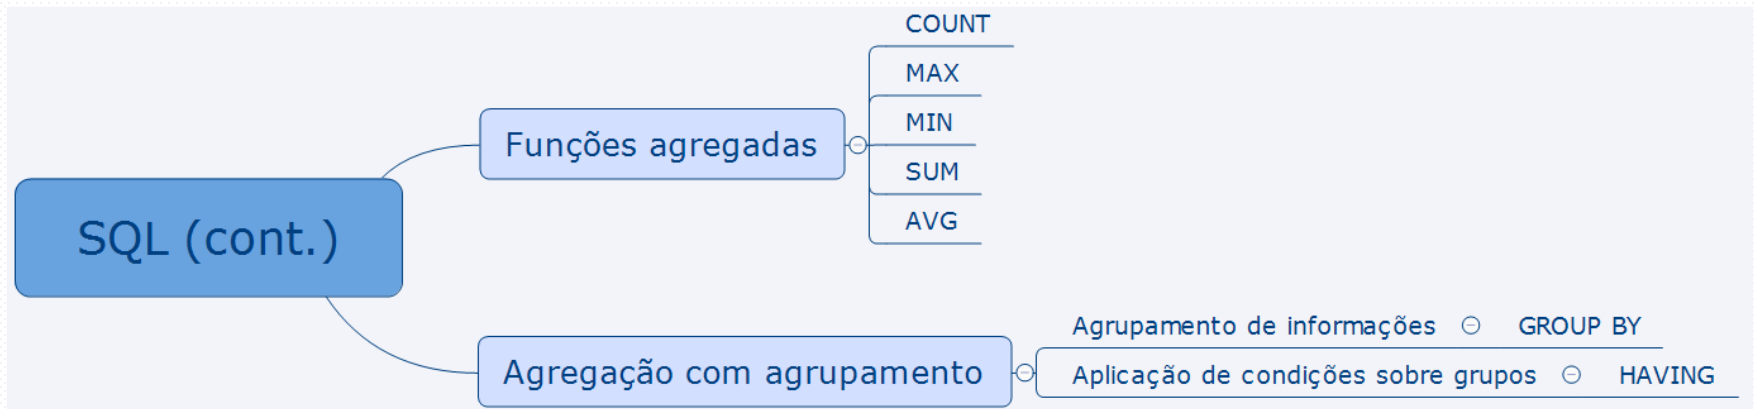 SQL (cont.)
Funções agregadas
COUNT
MAX
MIN
SUM
AVG
Agregação com agrupamento
Agrupamento de informações GROUP BY
Aplicação de condições sobre grupos HAVING